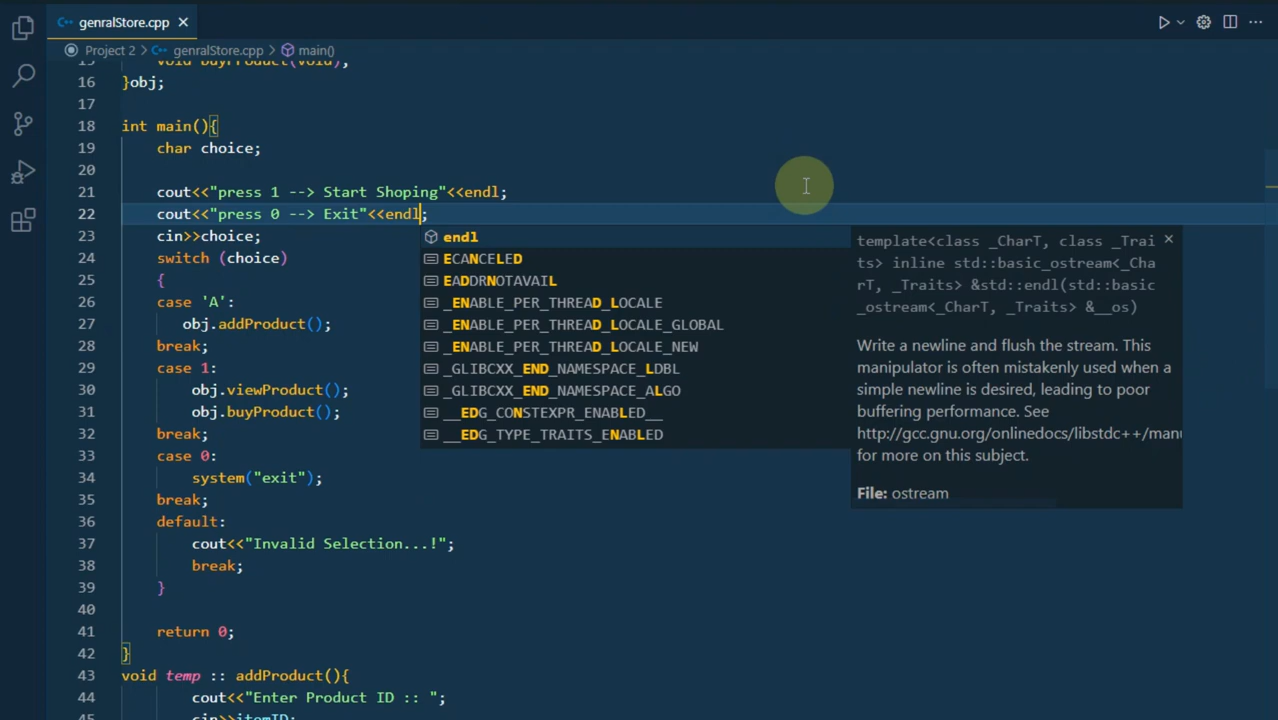 genralStore.cpp
Project 2 > genralStore.cpp > main()
15 void buyProduct(void);
16 }obj;
17
18 int main(){
19 char choice;
20
21 cout<<"press 1 --> Start Shoping"<<endl;
22 cout<<"press 0 --> Exit"<<endl;
23 cin>>choice;
24 switch (choice)
25 {
26 case 'A':
27 obj.addProduct();
28 break;
29 case 1:
30 obj.viewProduct();
31 obj.buyProduct();
32 break;
33 case 0:
34 system("exit");
35 break;
36 default:
37 cout<<"Invalid Selection...!";
38 break;
39 }
40
41 return 0;
42 }
43 void temp :: addProduct(){
44 cout<<"Enter Product ID :: ";
45 cin>>itemID;
endl
ECANCELED
EADDRNOTAVAIL
_ENABLE_PER_THREAD_LOCALE
_ENABLE_PER_THREAD_LOCALE_GLOBAL
_ENABLE_PER_THREAD_LOCALE_NEW
_GLIBCXX_END_NAMESPACE_LDBL
_GLIBCXX_END_NAMESPACE_ALGO
__EDG_CONSTEXPR_ENABLED__
__EDG_TYPE_TRAITS_ENABLED
template<class _CharT, class _Trai
ts> inline std::basic_ostream<_Cha
rT, _Traits> &std::endl(std::basic
_ostream<_CharT, _Traits> &__os)
Write a newline and flush the stream. This
manipulator is often mistakenly used when a
simple newline is desired, leading to poor
buffering performance. See
http://gcc.gnu.org/onlinedocs/libstdc++/manu
for more on this subject.
File: ostream